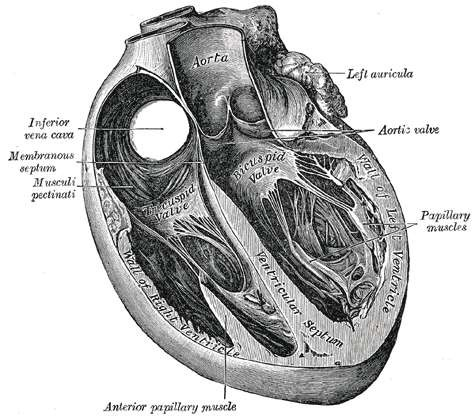 Aorta
Left auricula
Inferior
vena cava
Aortic valve
Membranous
septum
Bicuspid
valve
Musculi
pectinati
Tricuspid
valve
Wall of Left Ventricle
Papillary
muscles
Ventricular Septum
Wall of Right Ventricle
Anterior papillary muscle